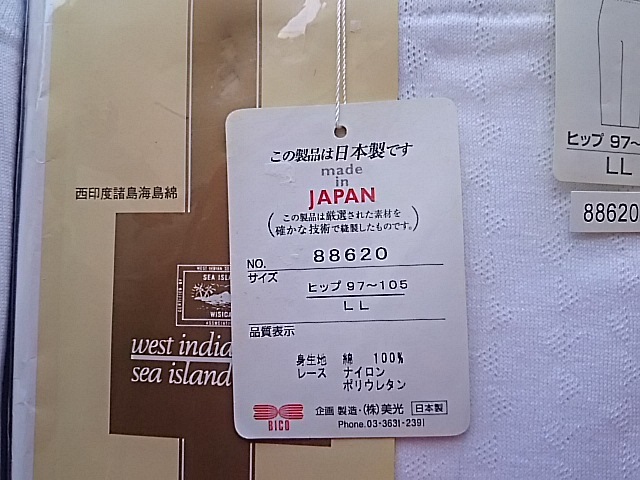 西印度諸島海島綿
WEST INDIAN SE
SEA ISL
WISICA
west india
sea island
この製品は日本製です
made
in
JAPAN
(この製品は厳選された素材を
確かな技術で縫製したものです。)
NO. 88620
サイズ
ヒップ 97~105
LL
品質表示
身生地 綿 100%
レース ナイロン
ポリウレタン
BICO
企画 製造・(株)美光 日本製
Phone.03-3631-2391
ヒップ 97~
LL
88620